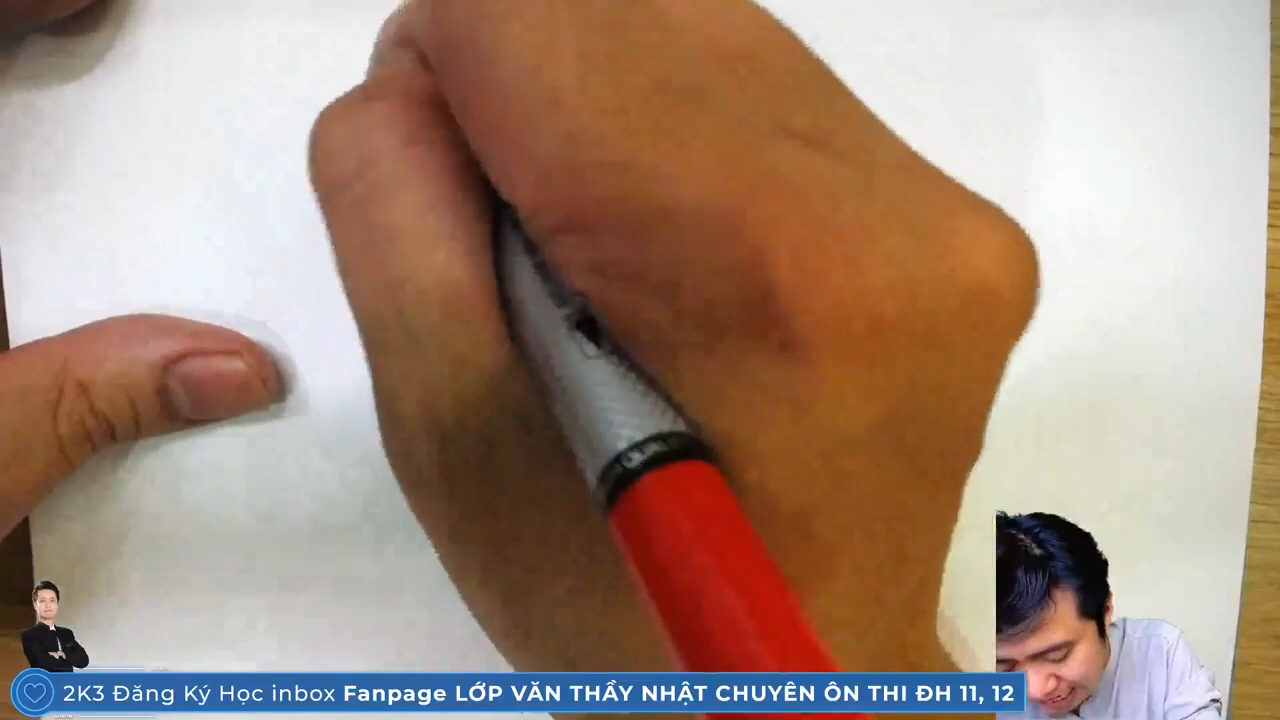 2K3 Đăng Ký Học inbox Fanpage LỚP VĂN THẦY NHẬT CHUYÊN ÔN THI ĐH 11, 12